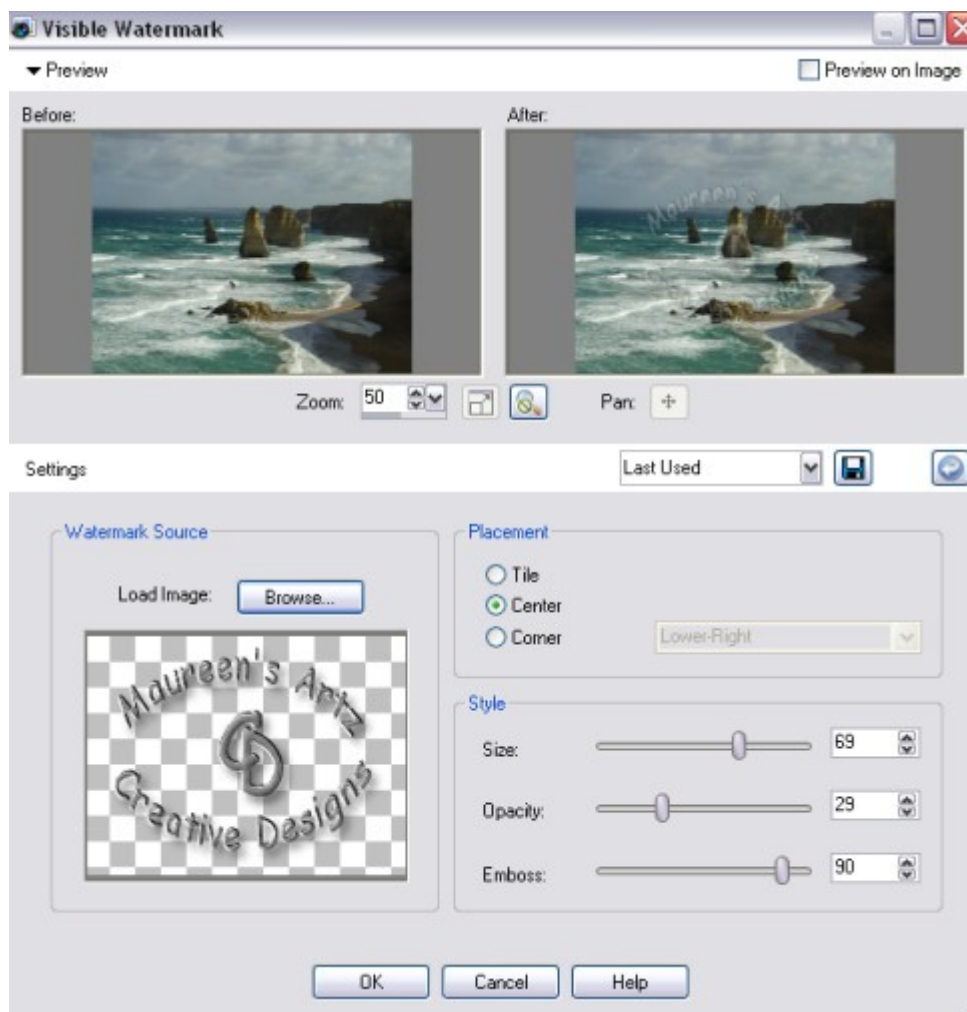 Visible Watermark
Preview
Preview on Image
Before:
After:
Maureen's
Zoom: 50
Pan:
Settings
Last Used
Watermark Source
Load Image: Browse...
Maureen's Artz
CD
Creative Designs
Placement
Tile
Center
Corner
Lower-Right
Style
Size: 69
Opacity: 29
Emboss: 90
OK
Cancel
Help